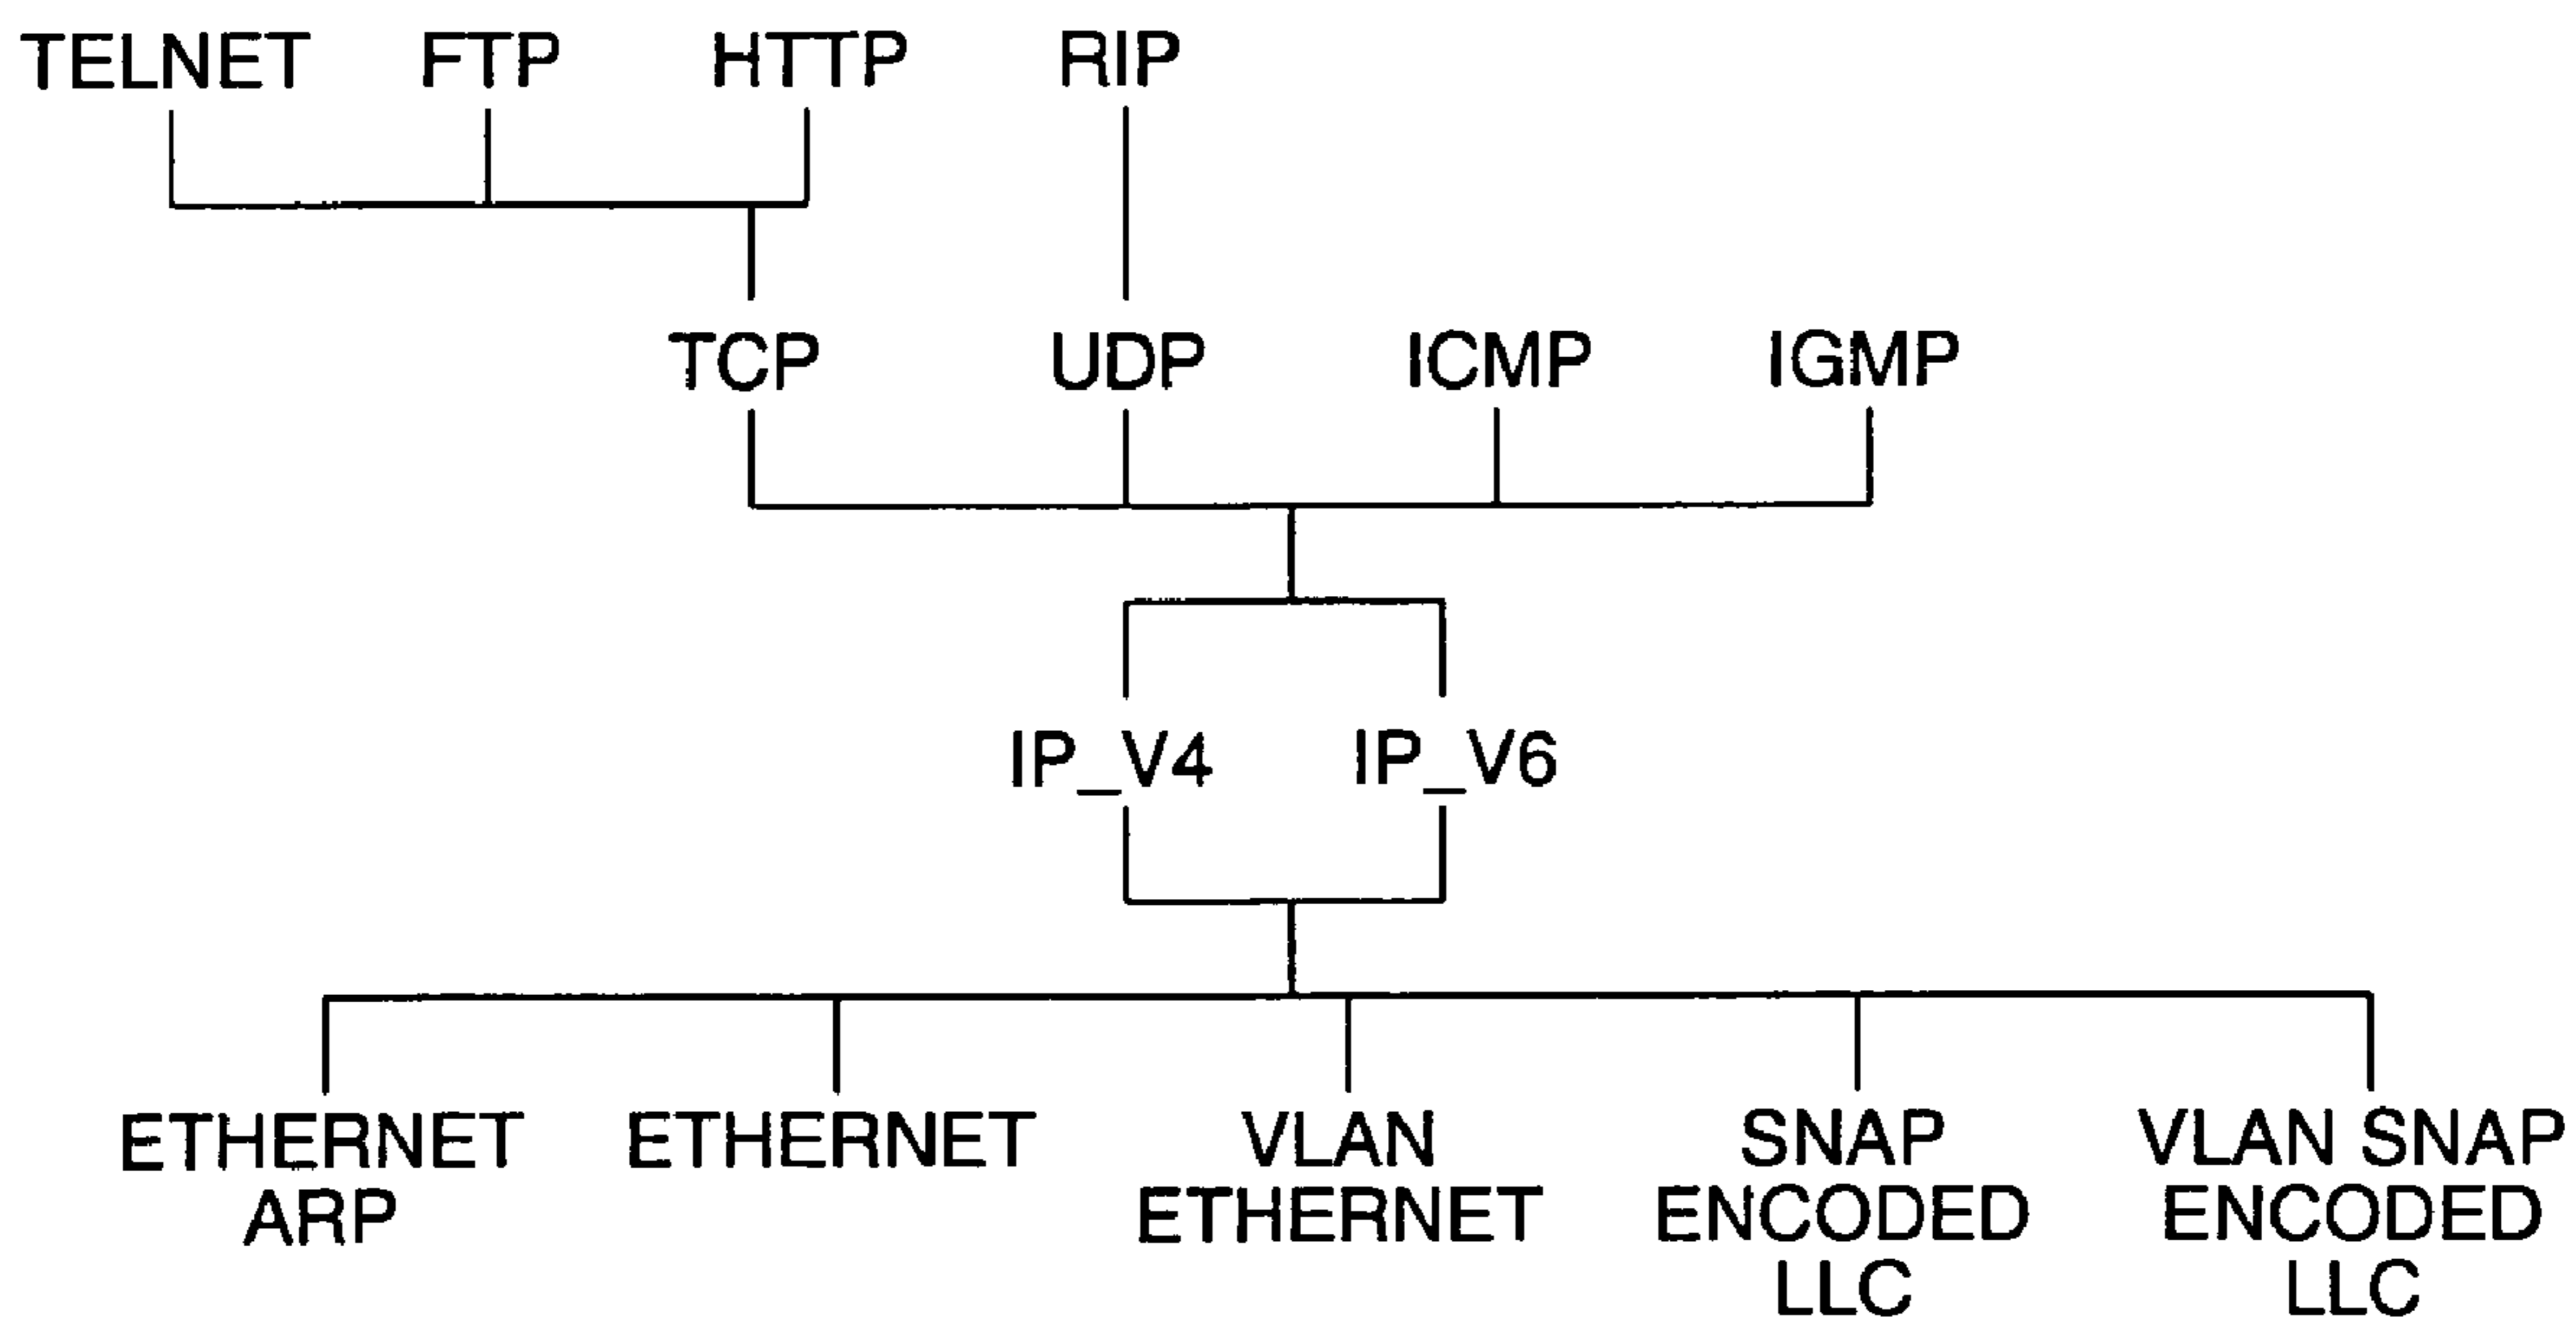 TELNET FTP HTTP RIP
TCP UDP ICMP IGMP
IP_V4 IP_V6
ETHERNET ARP
ETHERNET
VLAN ETHERNET
SNAP ENCODED LLC
VLAN SNAP ENCODED LLC